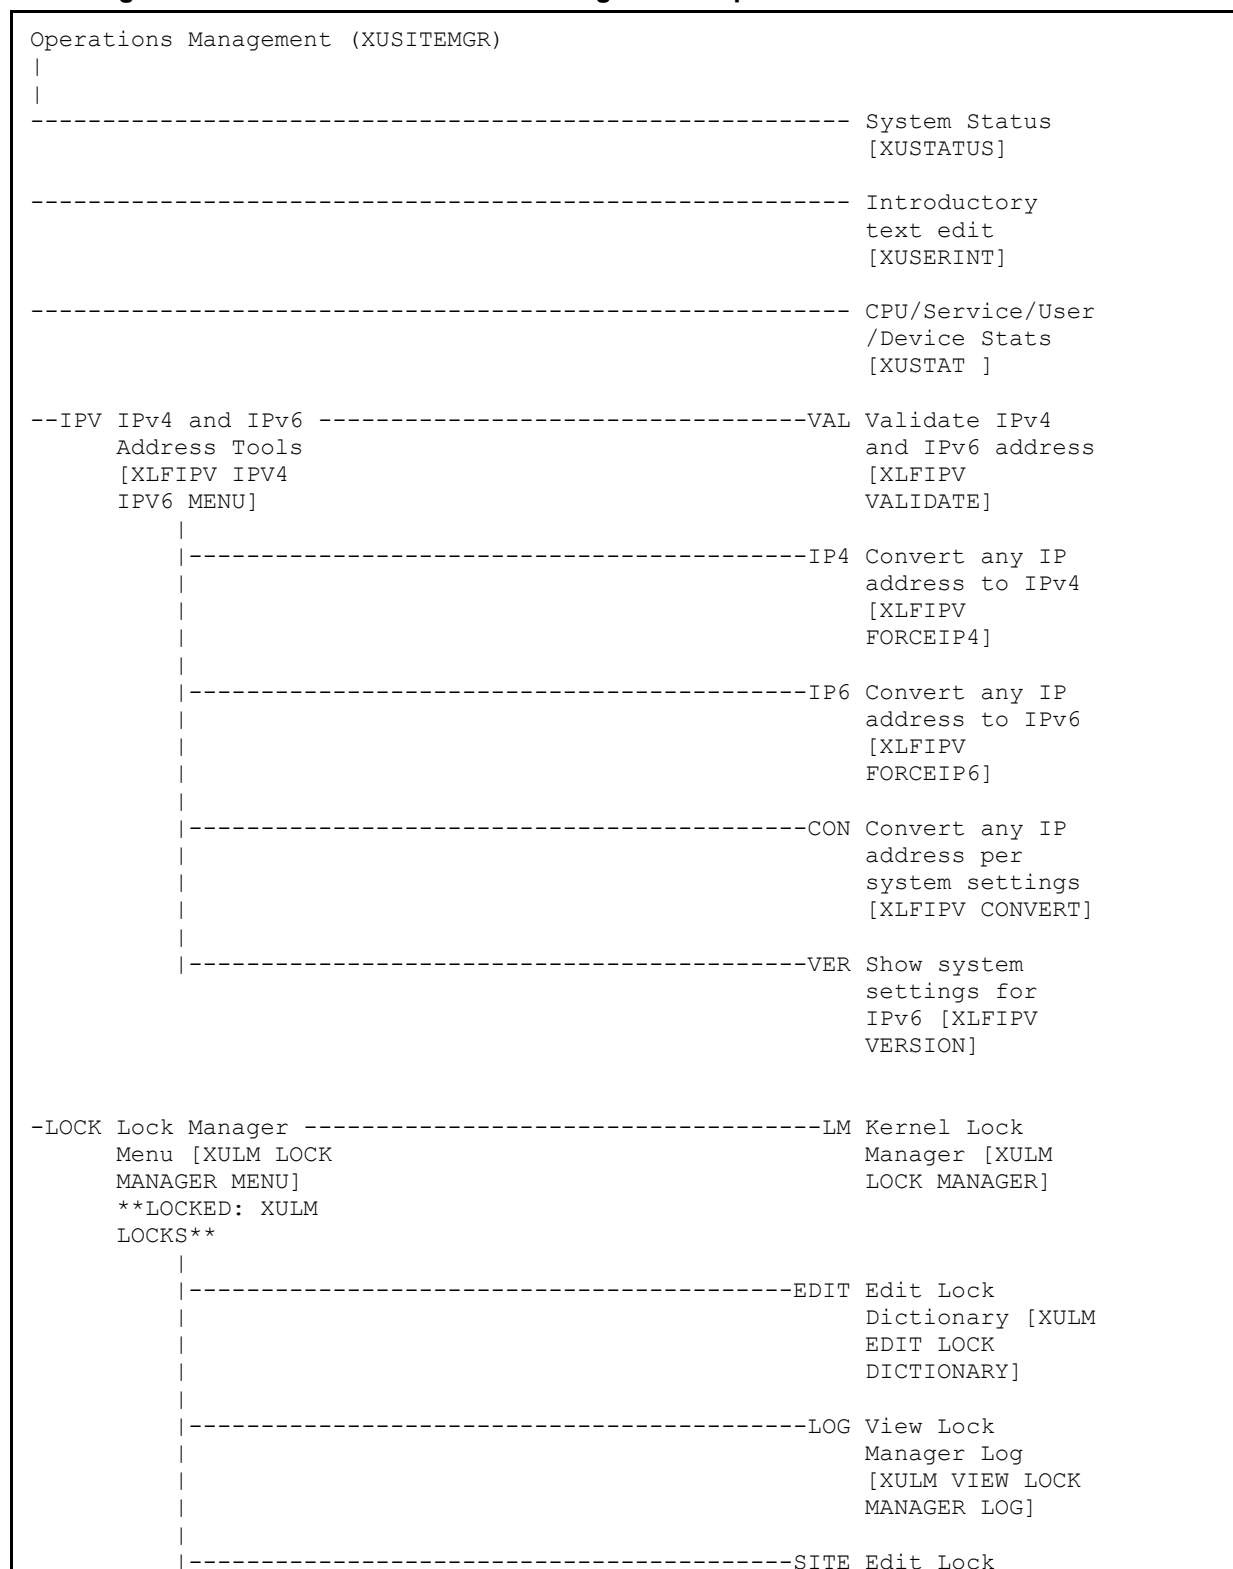 Operations Management (XUSITEMGR)
|
|
--------------------------------------------------------- System Status
                                                          [XUSTATUS]

--------------------------------------------------------- Introductory
                                                          text edit
                                                          [XUSERINT]

--------------------------------------------------------- CPU/Service/User
                                                          /Device Stats
                                                          [XUSTAT ]

--IPV IPv4 and IPv6 ----------------------------------VAL Validate IPv4
      Address Tools                                       and IPv6 address
      [XLFIPV IPV4                                        [XLFIPV
      IPV6 MENU]                                          VALIDATE]
          |
          |-------------------------------------------IP4 Convert any IP
          |                                               address to IPv4
          |                                               [XLFIPV
          |                                               FORCEIP4]
          |
          |-------------------------------------------IP6 Convert any IP
          |                                               address to IPv6
          |                                               [XLFIPV
          |                                               FORCEIP6]
          |
          |-------------------------------------------CON Convert any IP
          |                                               address per
          |                                               system settings
          |                                               [XLFIPV CONVERT]
          |
          |-------------------------------------------VER Show system
                                                          settings for
                                                          IPv6 [XLFIPV
                                                          VERSION]

-LOCK Lock Manager ------------------------------------LM Kernel Lock
      Menu [XULM LOCK                                     Manager [XULM
      MANAGER MENU]                                       LOCK MANAGER]
      **LOCKED: XULM
      LOCKS**
          |
          |------------------------------------------EDIT Edit Lock
          |                                               Dictionary [XULM
          |                                               EDIT LOCK
          |                                               DICTIONARY]
          |
          |-------------------------------------------LOG View Lock
          |                                               Manager Log
          |                                               [XULM VIEW LOCK
          |                                               MANAGER LOG]
          |
          |------------------------------------------SITE Edit Lock